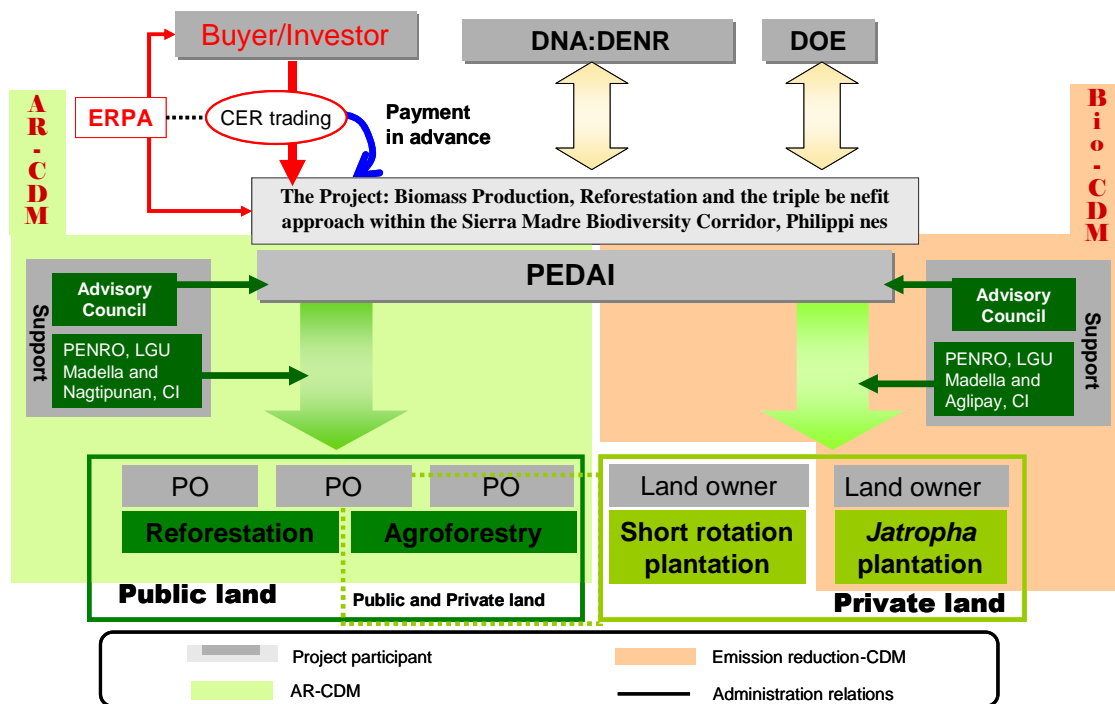 Buyer/Investor
DNA:DENR
DOE
AR-CDM
ERPA
CER trading
Payment
in advance
Bio-CDM
The Project: Biomass Production, Reforestation and the triple be nefit
approach within the Sierra Madre Biodiversity Corridor, Philippi nes
PEDAI
Support
Advisory
Council
PENRO, LGU
Madella and
Nagtipunan, CI
Advisory
Council
PENRO, LGU
Madella and
Aglipay, CI
Support
PO
PO
PO
Reforestation
Agroforestry
Public land
Public and Private land
Land owner
Land owner
Short rotation
plantation
Jatropha
plantation
Private land
Project participant
Emission reduction-CDM
AR-CDM
Administration relations